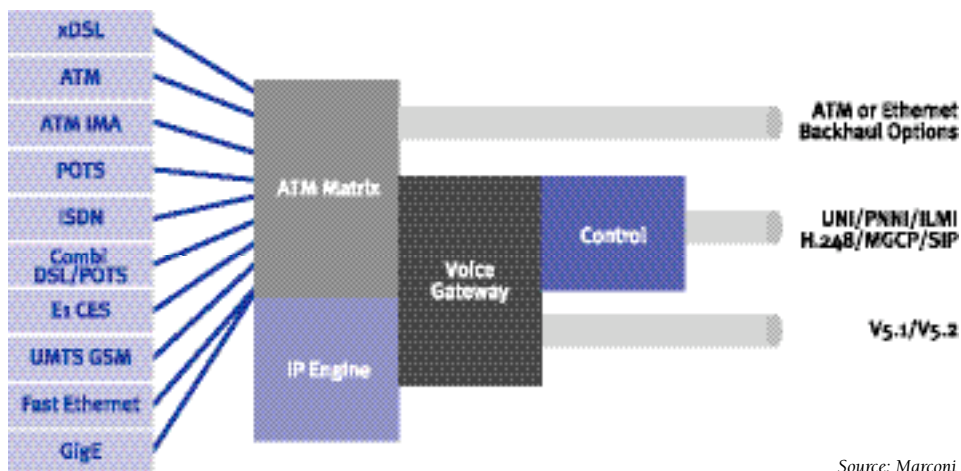 xDSL
ATM
ATM IMA
POTS
ISDN
Combi
DSL/POTS
E1 CES
UMTS GSM
Fast Ethernet
GigE
ATM Matrix
IP Engine
Voice
Gateway
Control
ATM or Ethernet
Backhaul Options
UNI/PNNI/ILMI
H.248/MGCP/SIP
V5.1/V5.2
Source: Marconi